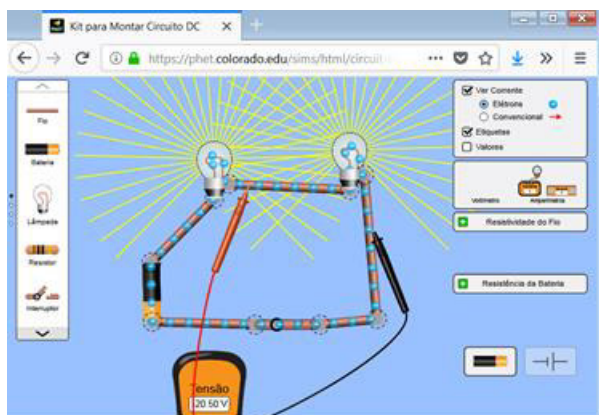 Kit para Montar Circuito DC
https://phet.colorado.edu/sims/html/circuit
Fio
Bateria
Lâmpada
Resistor
Interruptor
Ver Corrente
Elétrons
Convencional
Etiquetas
Valores
Voltímetro
Amperímetro
Resistividade do Fio
Resistência da Bateria
Tensão
20.50 V